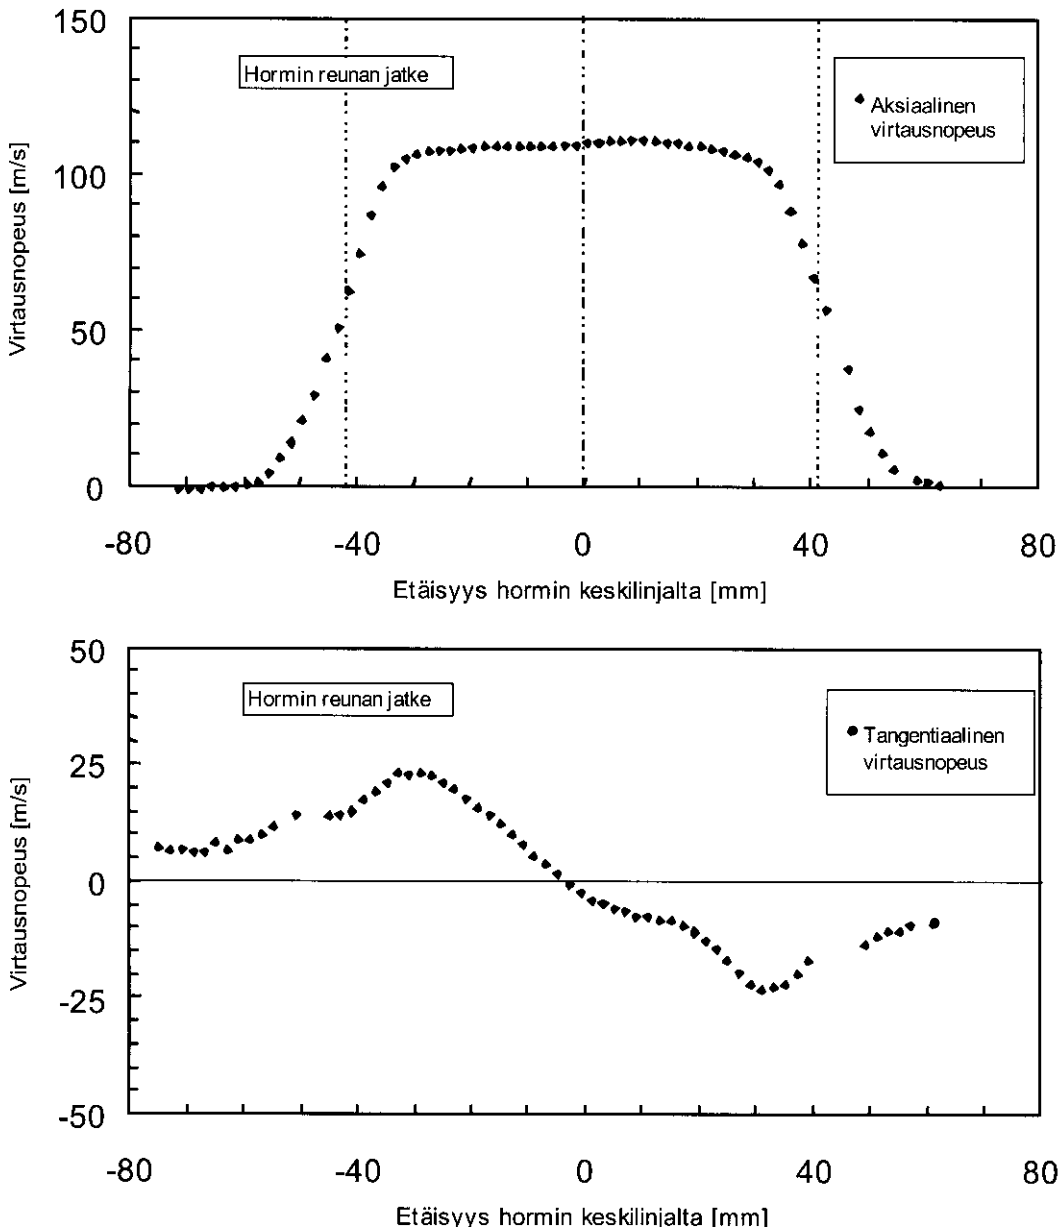 150
Hormin reunan jatke
Aksiaalinen
virtausnopeus
100
Virtausnopeus [m/s]
50
0
-80 -40 0 40 80
Etäisyys hormin keskilinjalta [mm]
50
Hormin reunan jatke
Tangentiaalinen
virtausnopeus
25
Virtausnopeus [m/s]
0
-25
-50
-80 -40 0 40 80
Etäisyys hormin keskilinjalta [mm]